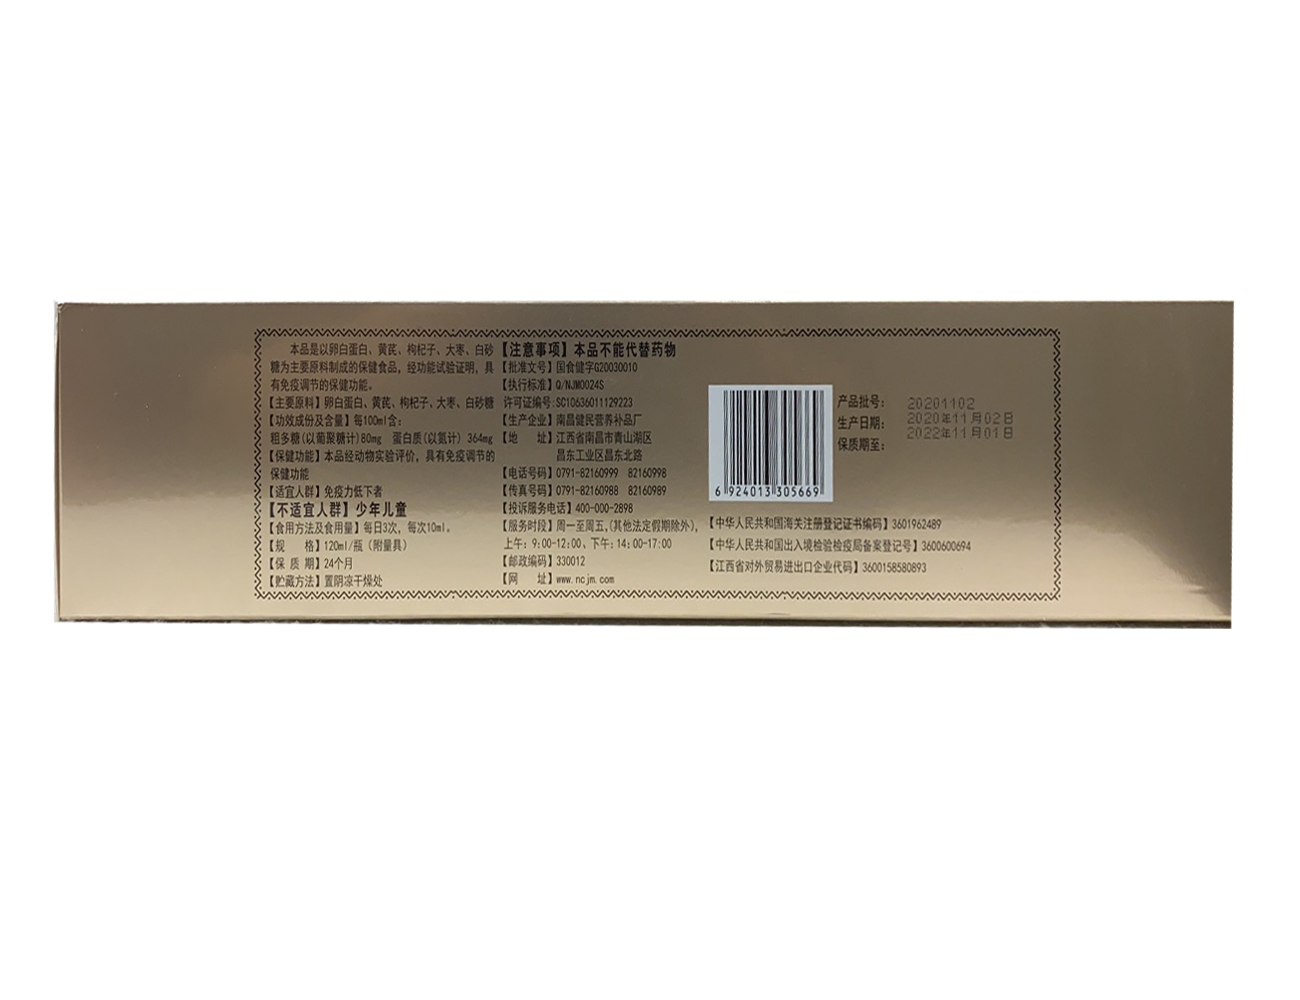 本品是以卵白蛋白、黄芪、枸杞子、大枣、白砂
糖为主要原料制成的保健食品，经功能试验证明，具
有免疫调节的保健功能。
【主要原料】卵白蛋白、黄芪、枸杞子、大枣、白砂糖
【功效成份及含量】每100ml含：
粗多糖(以葡聚糖计)80mg 蛋白质(以氨计) 364mg
【保健功能】本品经动物实验评价，具有免疫调节的
保健功能
【适宜人群】免疫力低下者
【不适宜人群】少年儿童
【食用方法及食用量】每日3次，每次10ml。
【规 格】120ml/瓶（附量具）
【保 质 期】24个月
【贮藏方法】置阴凉干燥处
【注意事项】本品不能代替药物
【批准文号】国食健字G20030010
【执行标准】Q/NJM0024S
许可证编号:SC10636011129223
【生产企业】南昌健民营养补品厂
【地 址】江西省南昌市青山湖区
昌东工业区昌东北路
【电话号码】0791-82160999 82160998
【传真号码】0791-82160988 82160989
【投诉服务电话】400-000-2898
【服务时段】周一至周五,(其他法定假期除外),
上午：9:00-12:00、下午：14:00-17:00
【邮政编码】330012
【网 址】www.ncjm.com
6 924013 305669
产品批号： 20201102
生产日期： 2020年11月02日
保质期至： 2022年11月01日
【中华人民共和国海关注册登记证书编码】3601962489
【中华人民共和国出入境检验检疫局备案登记号】3600600694
【江西省对外贸易进出口企业代码】3600158580893